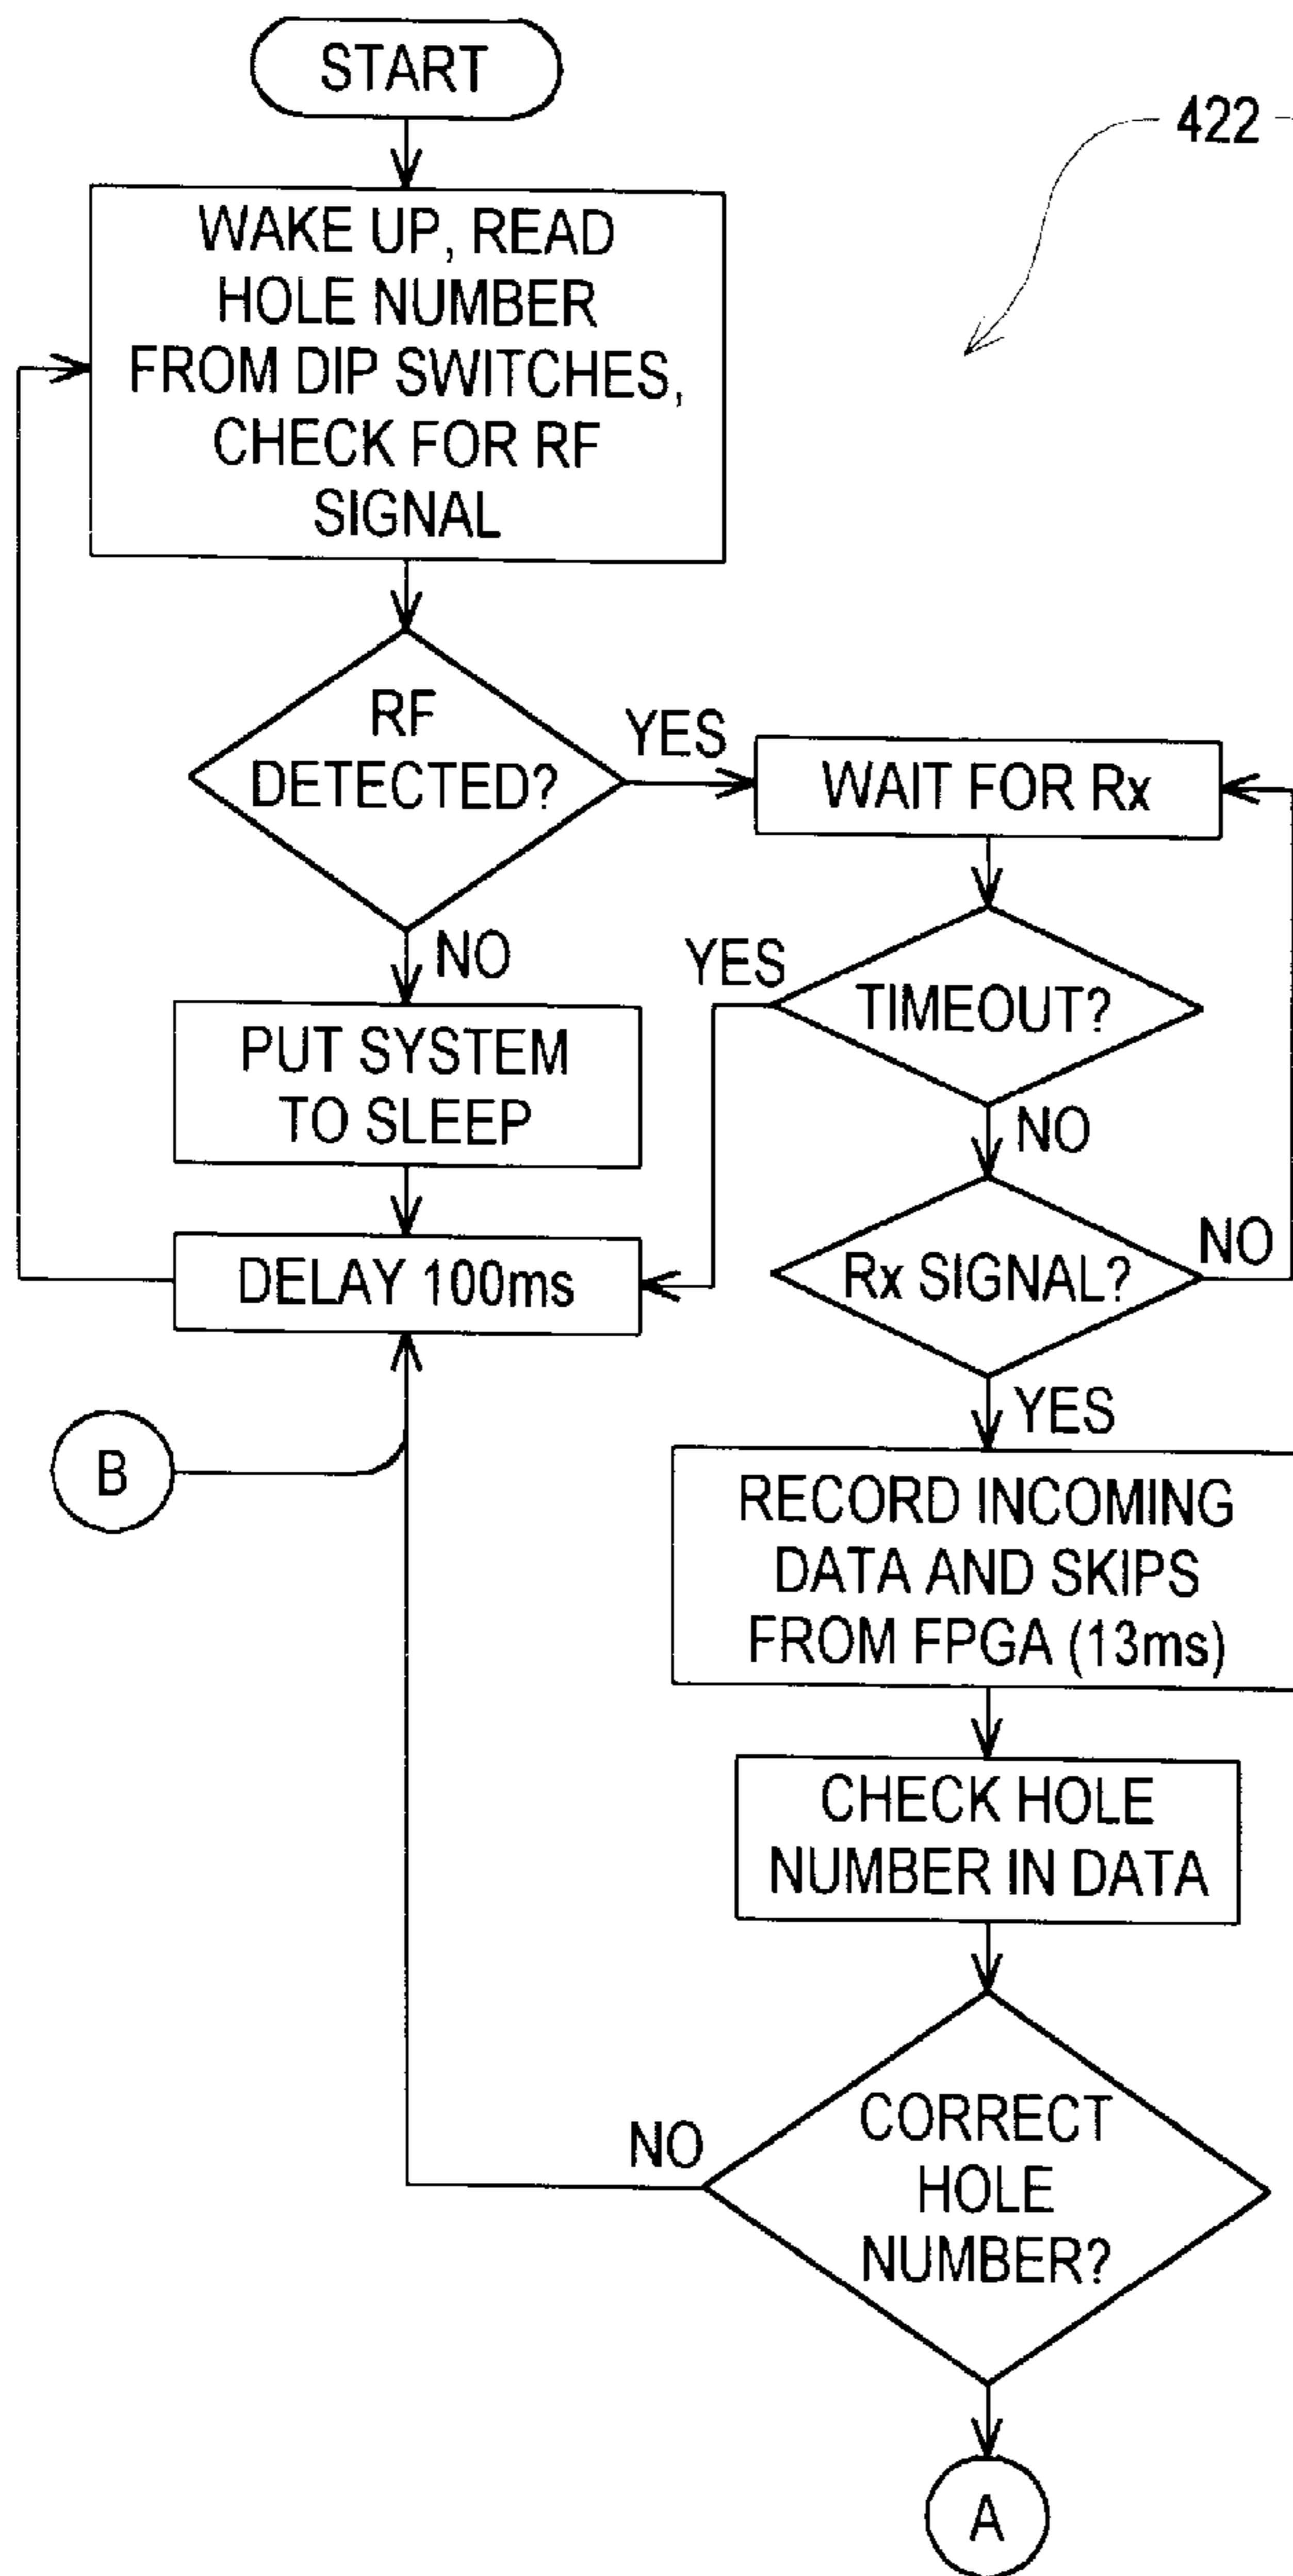 START
422
WAKE UP, READ
HOLE NUMBER
FROM DIP SWITCHES,
CHECK FOR RF
SIGNAL
RF
DETECTED?
YES
WAIT FOR Rx
NO
YES
TIMEOUT?
PUT SYSTEM
TO SLEEP
NO
DELAY 100ms
Rx SIGNAL?
NO
YES
B
RECORD INCOMING
DATA AND SKIPS
FROM FPGA (13ms)
CHECK HOLE
NUMBER IN DATA
NO
CORRECT
HOLE
NUMBER?
A